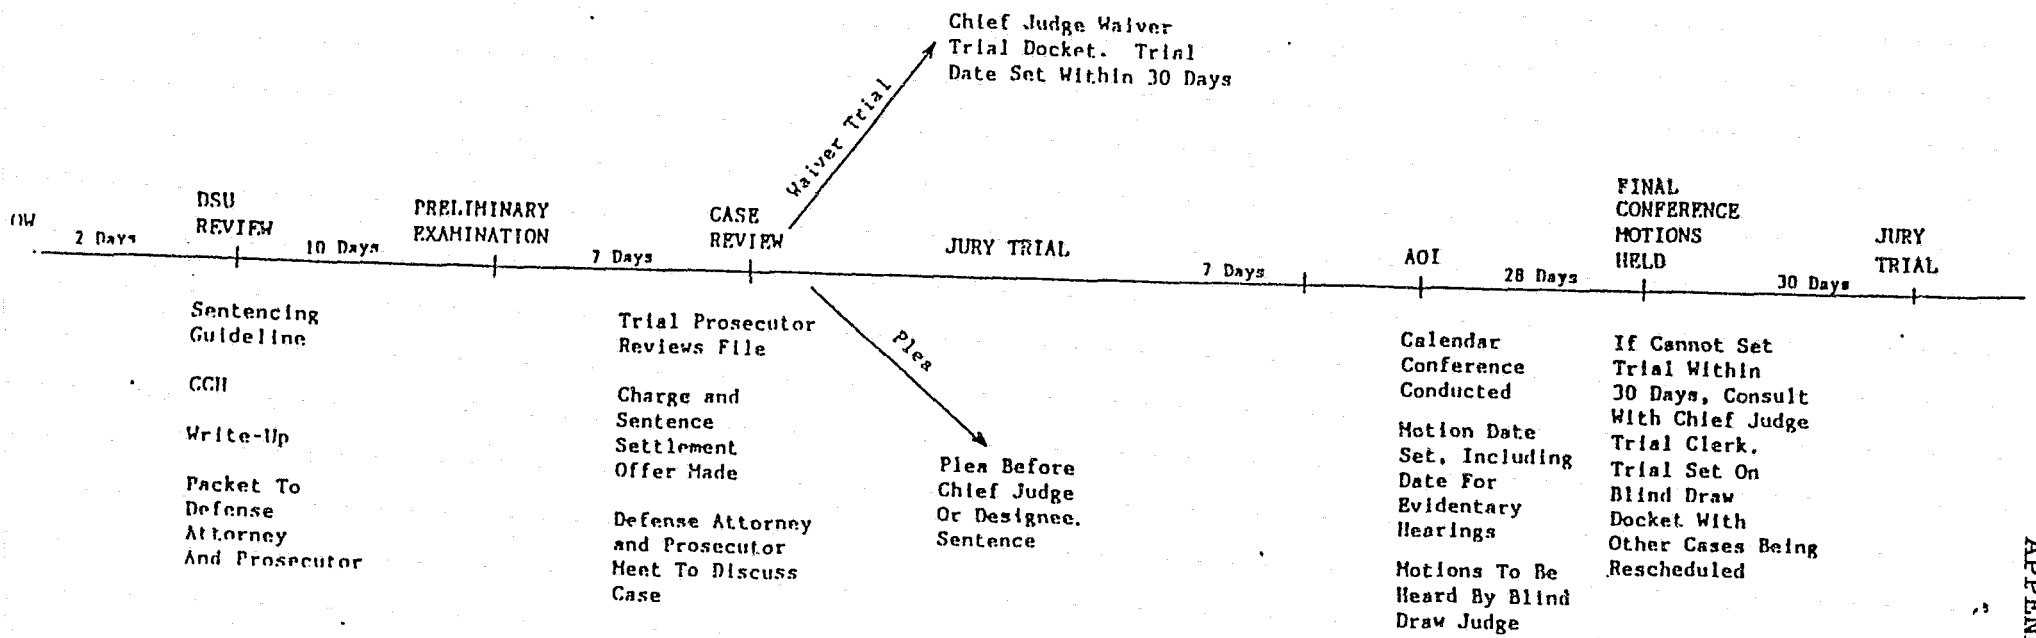 Chief Judge Waiver
Trial Docket. Trial
Date Set Within 30 Days
Waiver Trial
OW
2 Days
DSU
REVIEW
10 Days
PRELIMINARY
EXAMINATION
7 Days
CASE
REVIEW
JURY TRIAL
7 Days
AOI
28 Days
FINAL
CONFERENCE
MOTIONS
HELD
30 Days
JURY
TRIAL
Sentencing
Guideline
CCH
Write-Up
Packet To
Defense
Attorney
And Prosecutor
Trial Prosecutor
Reviews File
Charge and
Sentence
Settlement
Offer Made
Defense Attorney
and Prosecutor
Meet To Discuss
Case
Plea
Plea Before
Chief Judge
Or Designee.
Sentence
Calendar
Conference
Conducted
Motion Date
Set, Including
Date For
Evidentary
Hearings
Motions To Be
Heard By Blind
Draw Judge
If Cannot Set
Trial Within
30 Days, Consult
With Chief Judge
Trial Clerk.
Trial Set On
Blind Draw
Docket With
Other Cases Being
Rescheduled
APPEN